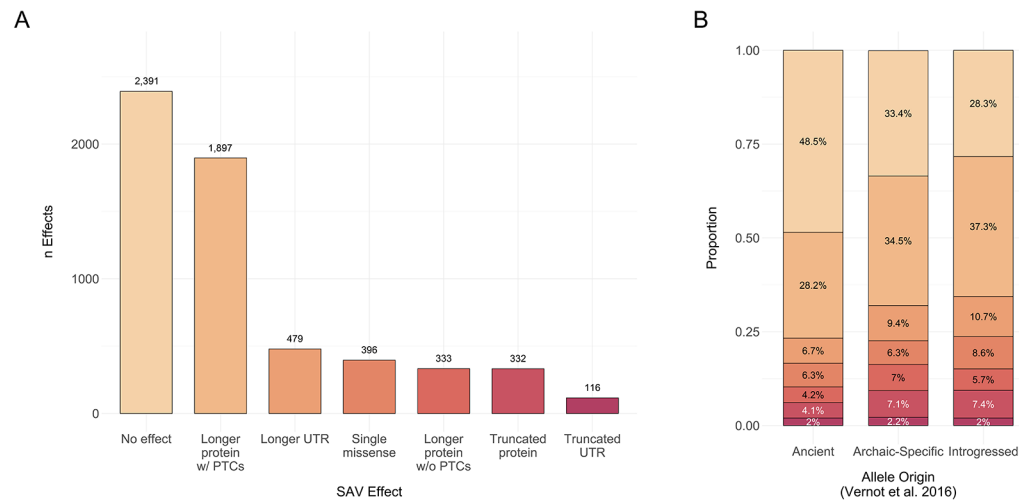 A
n Effects
2000
1000
0
2,391
1,897
479
396
333
332
116
No effect
Longer
protein
w/ PTCs
Longer UTR
Single
missense
Longer
protein
w/o PTCs
Truncated
protein
Truncated
UTR
SAV Effect
B
Proportion
1.00
0.75
0.50
0.25
0.00
48.5%
28.2%
6.7%
6.3%
4.2%
4.1%
2%
33.4%
34.5%
9.4%
6.3%
7%
7.1%
2.2%
28.3%
37.3%
10.7%
8.6%
5.7%
7.4%
2%
Ancient
Archaic-Specific
Introgressed
Allele Origin
(Vernot et al. 2016)